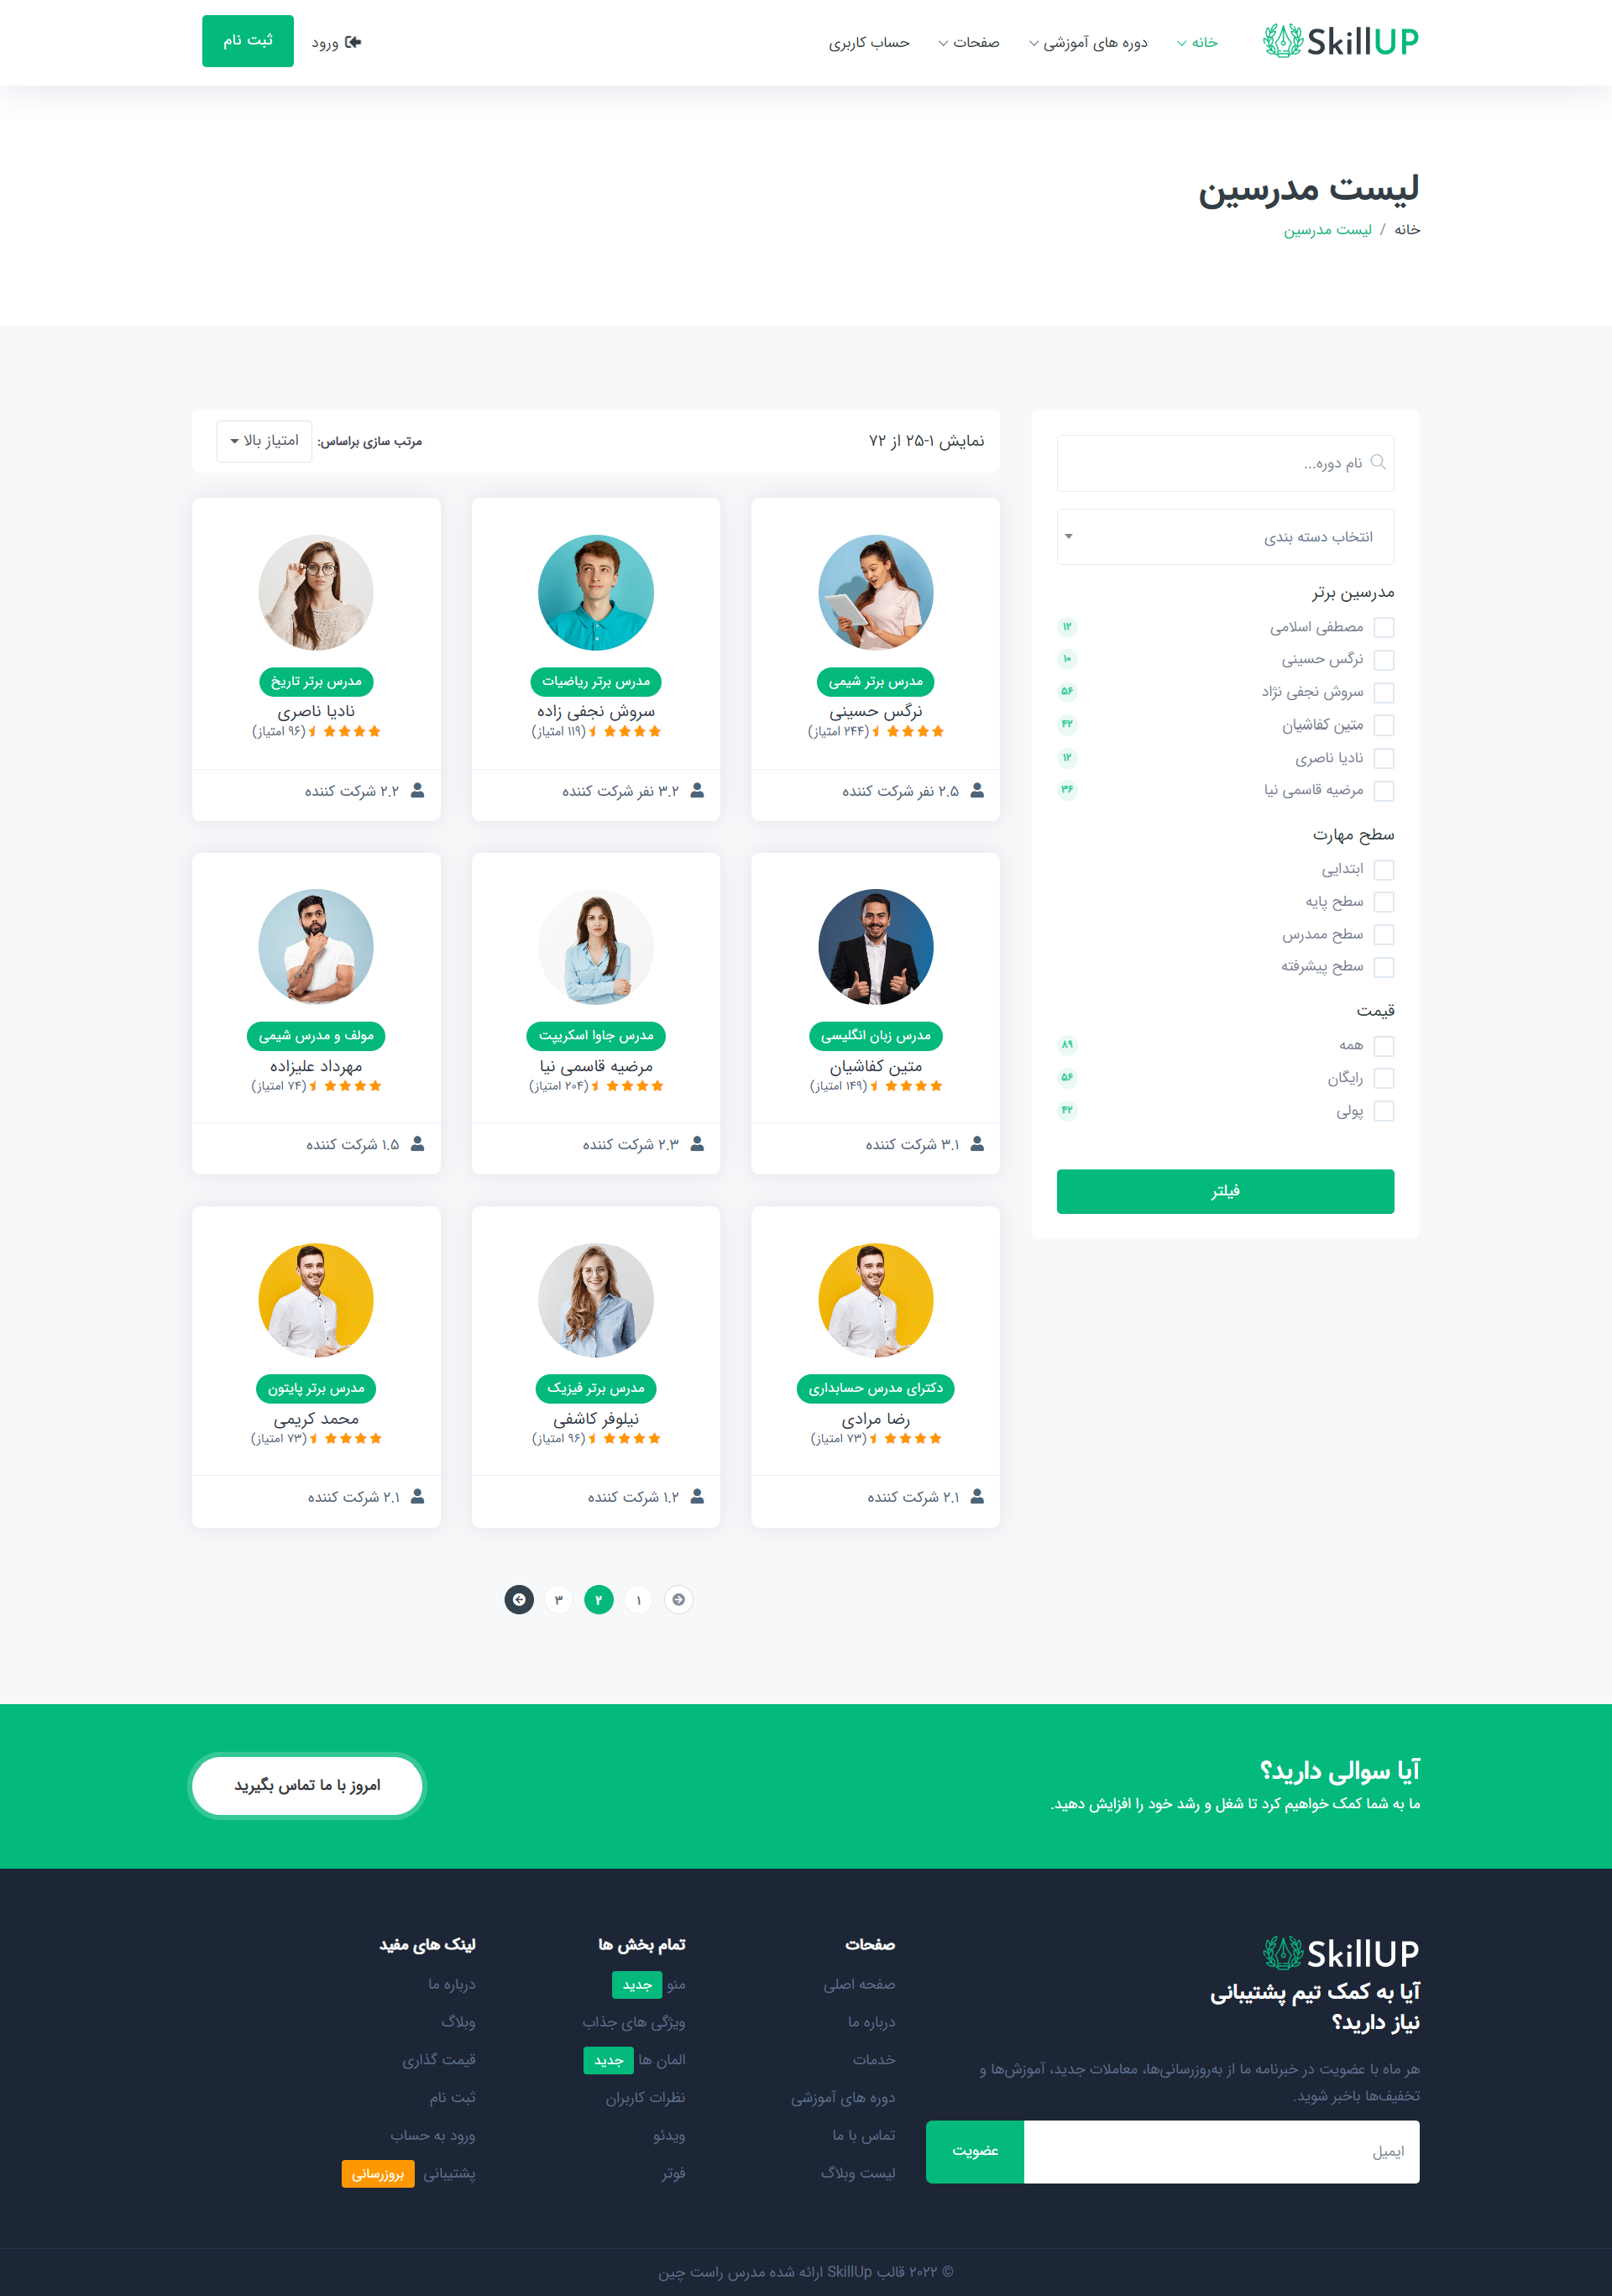 SkillUP
خانه
دوره های آموزشی
صفحات
حساب کاربری
ورود
ثبت نام
لیست مدرسین
خانه / لیست مدرسین
نام دوره...
انتخاب دسته بندی
مدرسین برتر
مصطفی اسلامی ۱۲
نرگس حسینی ۱۰
سروش نجفی نژاد ۵۶
متین کفاشیان ۴۲
نادیا ناصری ۱۲
مرضیه قاسمی نیا ۳۶
سطح مهارت
ابتدایی
سطح پایه
سطح ممدرس
سطح پیشرفته
قیمت
همه ۸۹
رایگان ۵۶
پولی ۴۲
فیلتر
نمایش ۱-۲۵ از ۷۲
مرتب سازی براساس: امتیاز بالا
مدرس برتر شیمی
نرگس حسینی
(۲۴۴ امتیاز)
۲.۵ نفر شرکت کننده
مدرس برتر ریاضیات
سروش نجفی زاده
(۱۱۹ امتیاز)
۳.۲ نفر شرکت کننده
مدرس برتر تاریخ
نادیا ناصری
(۹۶ امتیاز)
۲.۲ شرکت کننده
مدرس زبان انگلیسی
متین کفاشیان
(۱۴۹ امتیاز)
۳.۱ شرکت کننده
مدرس جاوا اسکریپت
مرضیه قاسمی نیا
(۲۰۴ امتیاز)
۲.۳ شرکت کننده
مولف و مدرس شیمی
مهرداد علیزاده
(۷۴ امتیاز)
۱.۵ شرکت کننده
دکترای مدرس حسابداری
رضا مرادی
(۷۳ امتیاز)
۲.۱ شرکت کننده
مدرس برتر فیزیک
نیلوفر کاشفی
(۹۶ امتیاز)
۱.۲ شرکت کننده
مدرس برتر پایتون
محمد کریمی
(۷۳ امتیاز)
۲.۱ شرکت کننده
۱ ۲ ۳
آیا سوالی دارید؟
ما به شما کمک خواهیم کرد تا شغل و رشد خود را افزایش دهید.
امروز با ما تماس بگیرید
SkillUP
آیا به کمک تیم پشتیبانی
نیاز دارید؟
هر ماه با عضویت در خبرنامه ما از به‌روزرسانی‌ها، معاملات جدید، آموزش‌ها و
تخفیف‌ها باخبر شوید.
ایمیل
عضویت
صفحات
صفحه اصلی
درباره ما
خدمات
دوره های آموزشی
تماس با ما
لیست وبلاگ
تمام بخش ها
منو جدید
ویژگی های جذاب
المان ها جدید
نظرات کاربران
ویدئو
فوتر
لینک های مفید
درباره ما
وبلاگ
قیمت گذاری
ثبت نام
ورود به حساب
پشتیبانی بروزرسانی
© ۲۰۲۲ قالب SkillUp ارائه شده مدرس راست چین